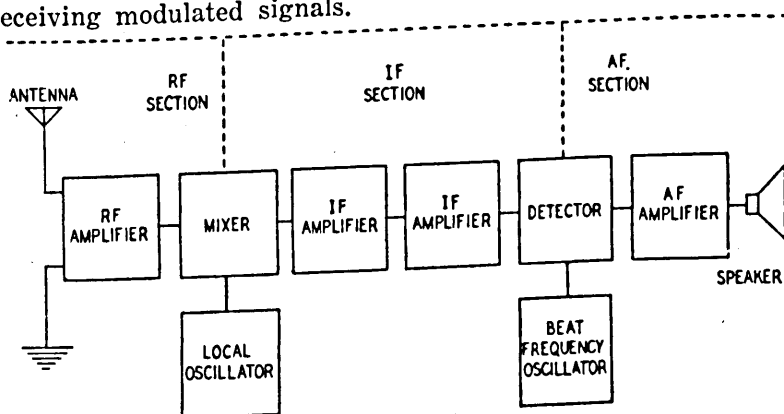 eceiving modulated signals.
RF
SECTION
IF
SECTION
AF.
SECTION
ANTENNA
RF
AMPLIFIER
MIXER
IF
AMPLIFIER
IF
AMPLIFIER
DETECTOR
AF
AMPLIFIER
SPEAKER
LOCAL
OSCILLATOR
BEAT
FREQUENCY
OSCILLATOR